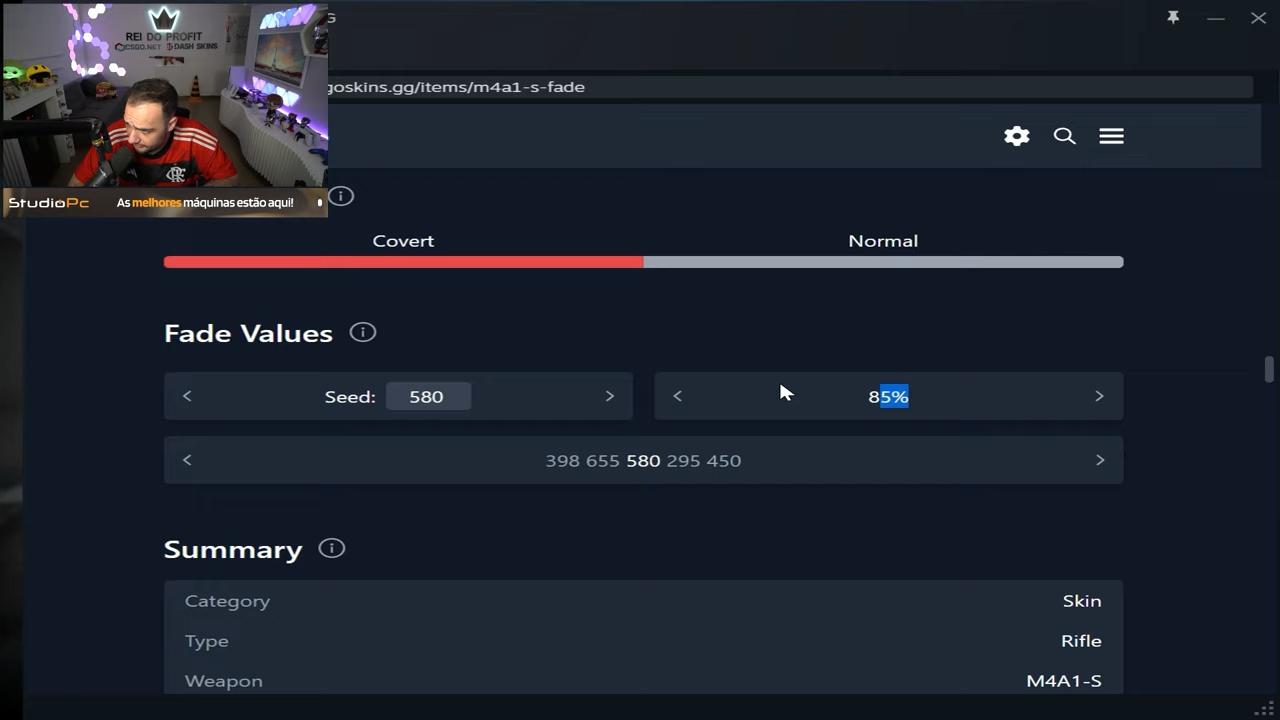 G
REI DO PROFIT
CSGO.NET DASH SKINS
goskins.gg/items/m4a1-s-fade
StudioPc As melhores máquinas estão aqui!
Covert Normal
Fade Values
< Seed: 580 > < 85% >
< 398 655 580 295 450 >
Summary
Category Skin
Type Rifle
Weapon M4A1-S